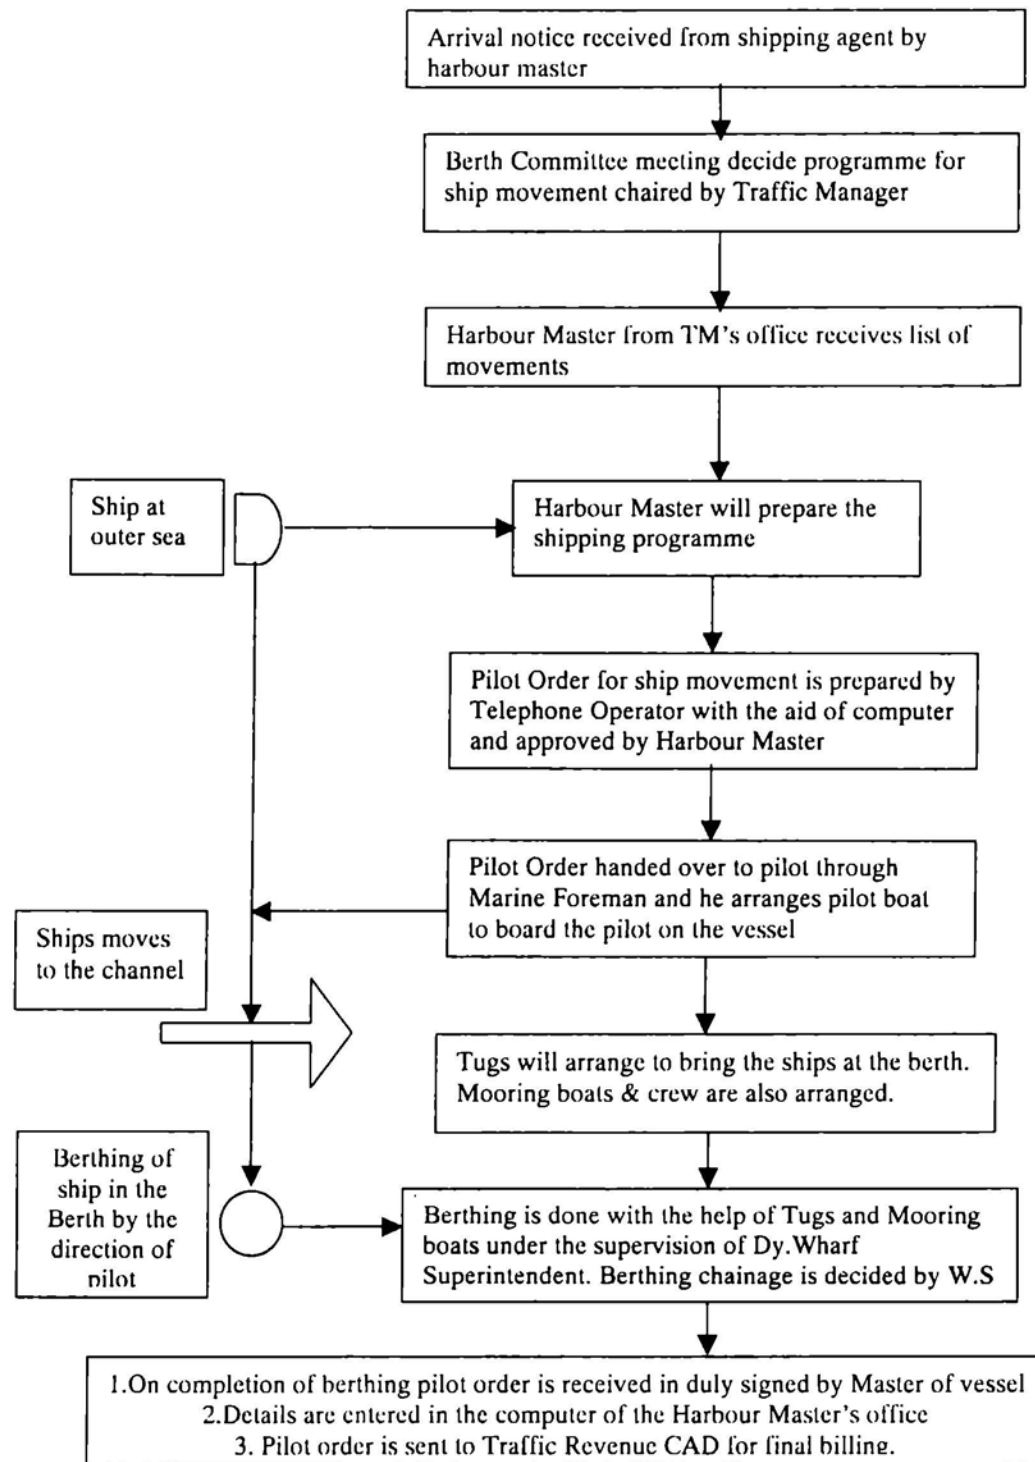 Arrival notice received from shipping agent by
harbour master
Berth Committee meeting decide programme for
ship movement chaired by Traffic Manager
Harbour Master from TM's office receives list of
movements
Ship at
outer sea
Harbour Master will prepare the
shipping programme
Pilot Order for ship movement is prepared by
Telephone Operator with the aid of computer
and approved by Harbour Master
Pilot Order handed over to pilot through
Marine Foreman and he arranges pilot boat
to board the pilot on the vessel
Ships moves
to the channel
Tugs will arrange to bring the ships at the berth.
Mooring boats & crew are also arranged.
Berthing of
ship in the
Berth by the
direction of
pilot
Berthing is done with the help of Tugs and Mooring
boats under the supervision of Dy.Wharf
Superintendent. Berthing chainage is decided by W.S
1.On completion of berthing pilot order is received in duly signed by Master of vessel
2.Details are entered in the computer of the Harbour Master's office
3. Pilot order is sent to Traffic Revenue CAD for final billing.